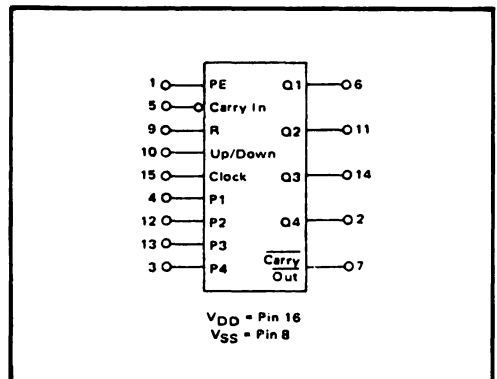 1 PE Q1 6
5 Carry In
9 R Q2 11
10 Up/Down
15 Clock Q3 14
4 P1
12 P2 Q4 2
13 P3
3 P4 Carry Out 7
VDD = Pin 16
VSS = Pin 8